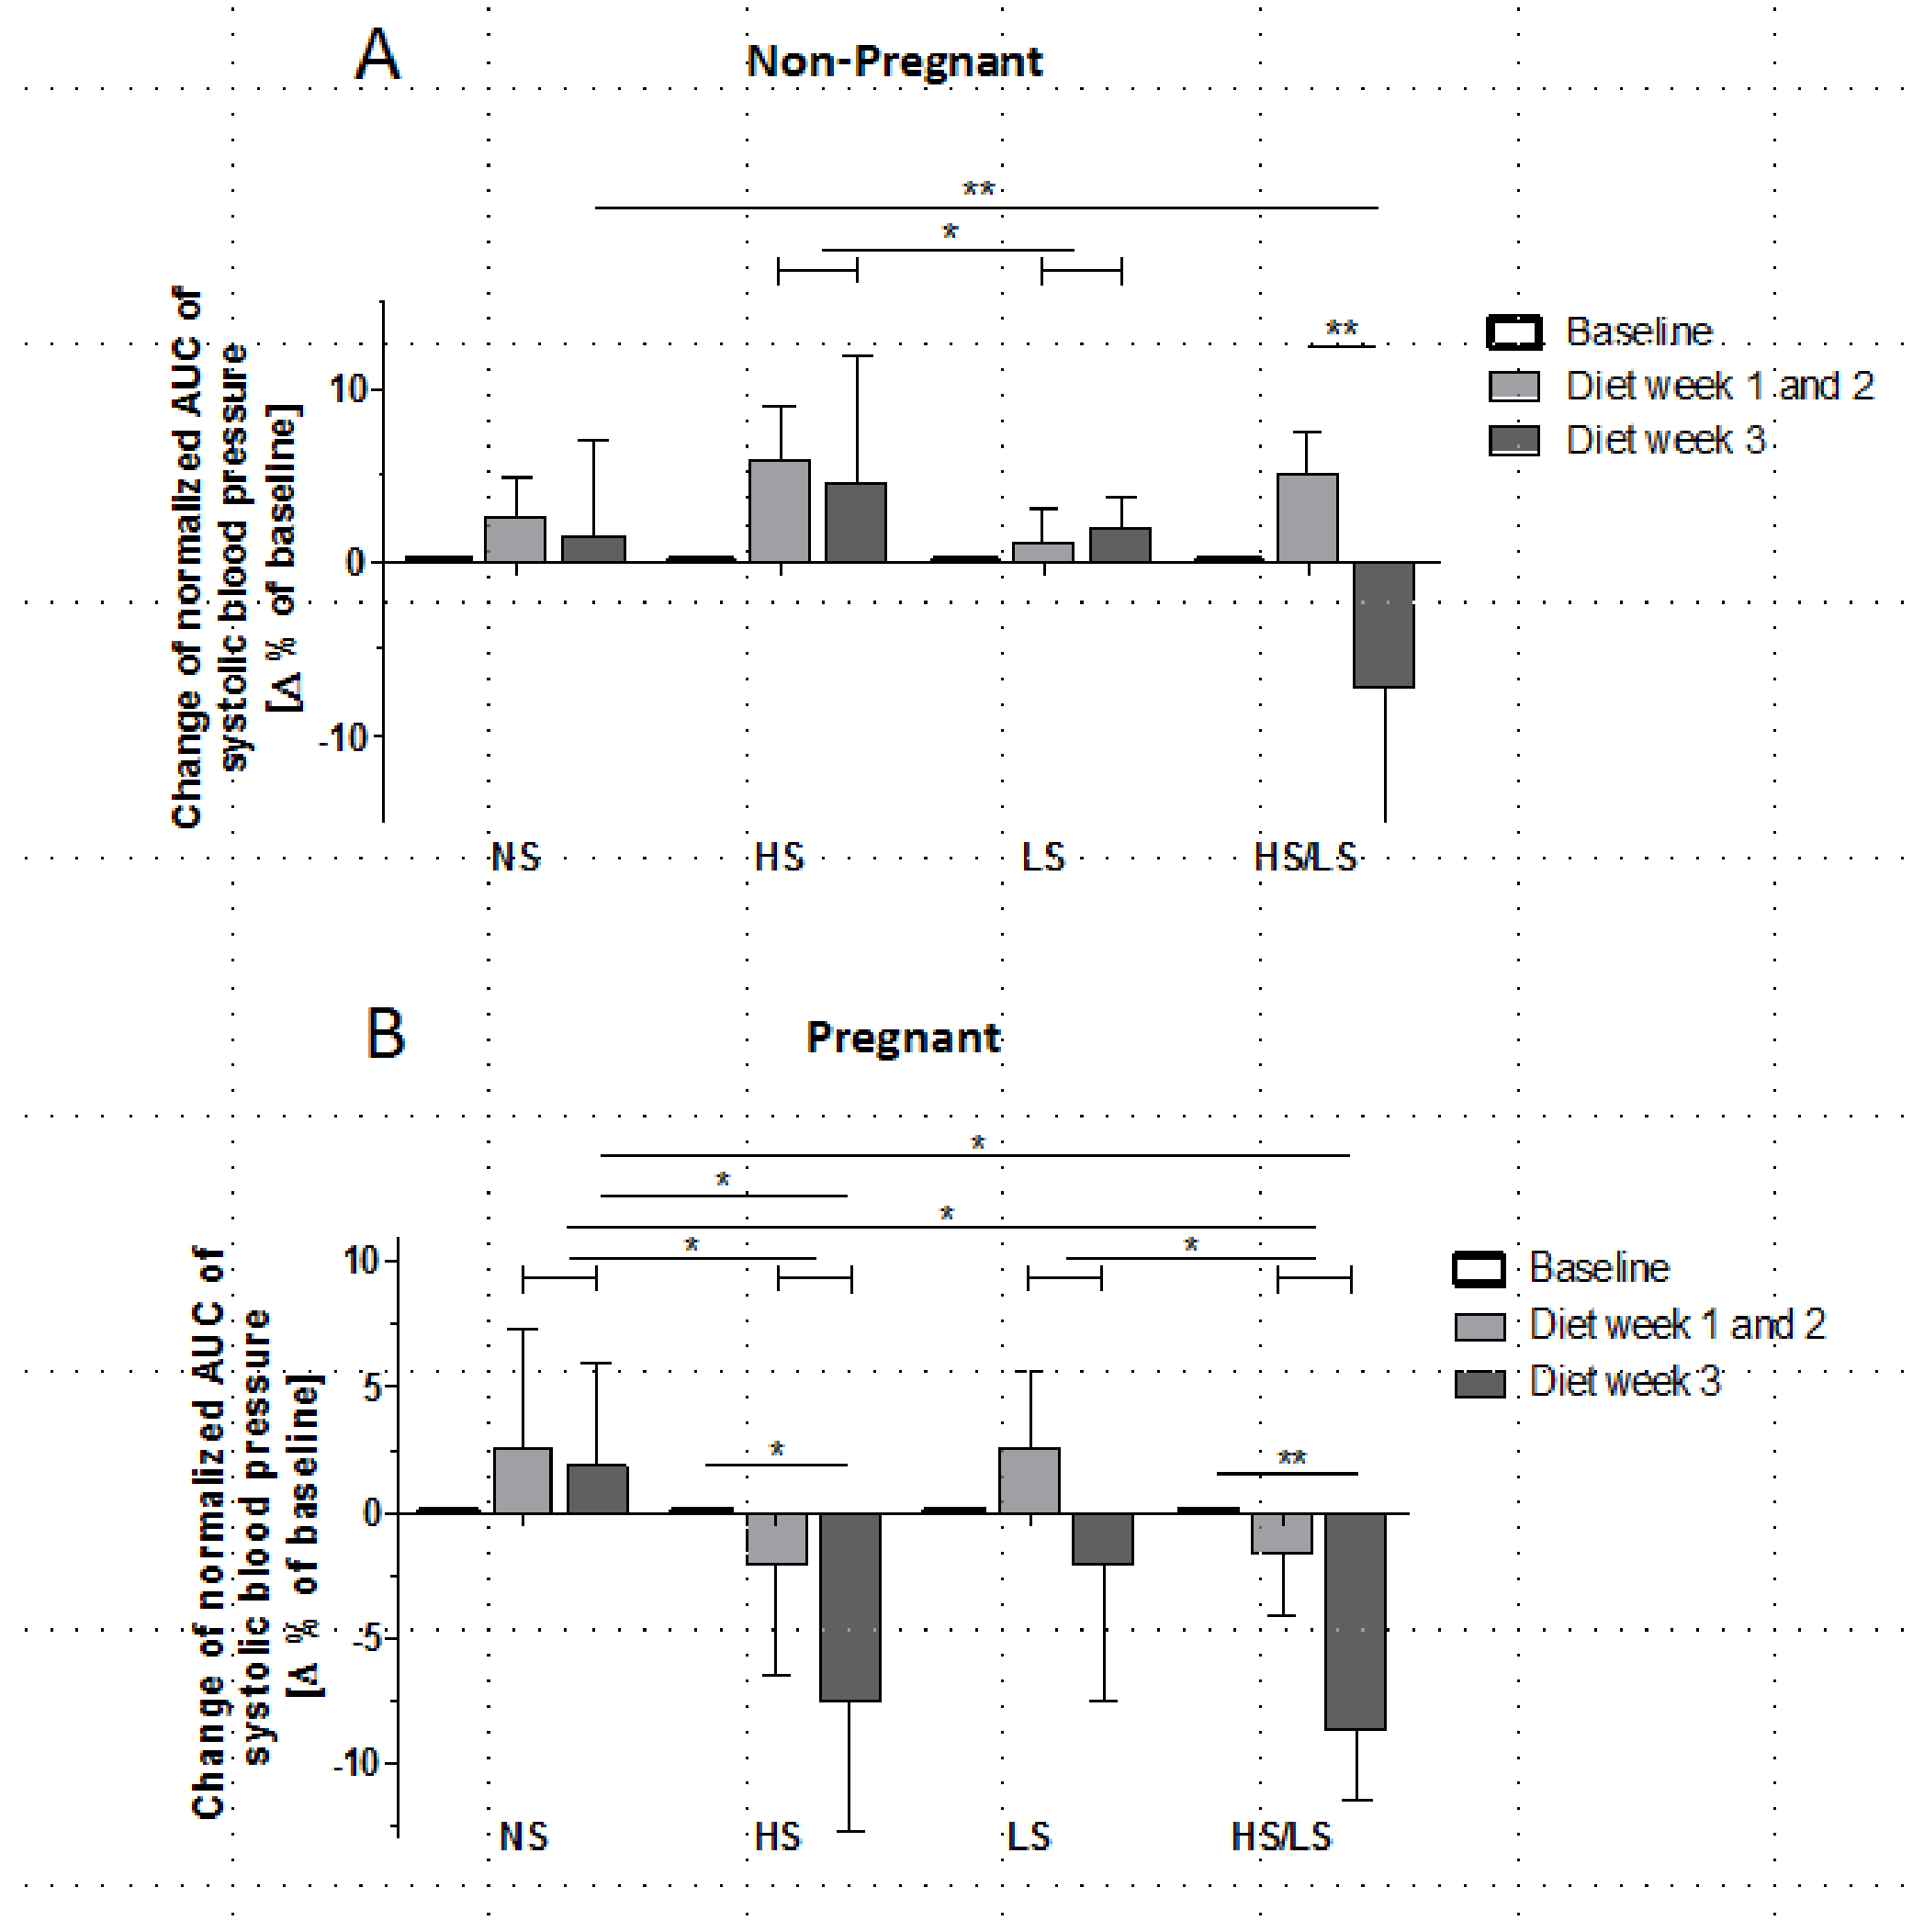 A
Non-Pregnant
**
*
**
Change of normalized AUC of
systolic blood pressure
[Δ % of baseline]
10
0
-10
Baseline
Diet week 1 and 2
Diet week 3
NS
HS
LS
HS/LS
B
Pregnant
*
*
*
*
*
*
**
Change of normalized AUC of
systolic blood pressure
[Δ % of baseline]
10
5
0
-5
-10
Baseline
Diet week 1 and 2
Diet week 3
NS
HS
LS
HS/LS